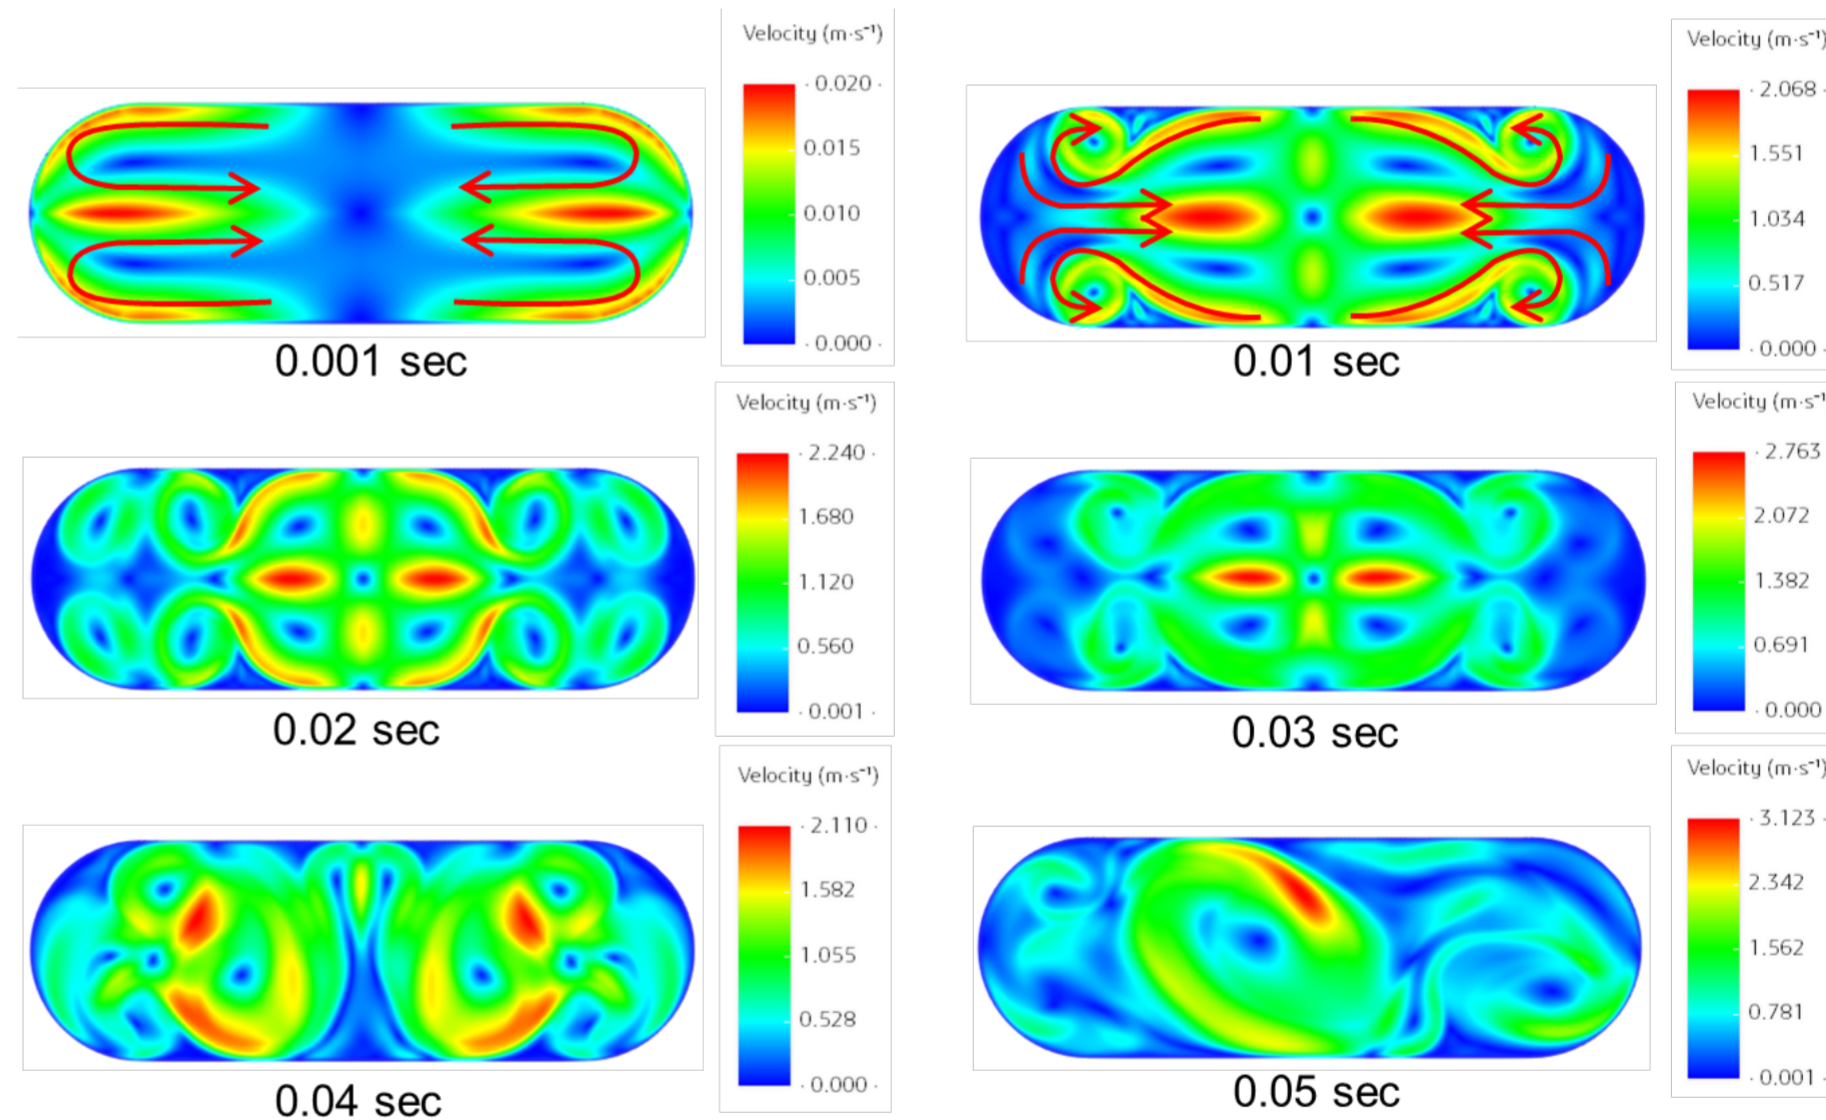 Velocity (m·s⁻¹)
0.020
0.015
0.010
0.005
0.000
0.001 sec
Velocity (m·s⁻¹)
2.068
1.551
1.034
0.517
0.000
0.01 sec
Velocity (m·s⁻¹)
2.240
1.680
1.120
0.560
0.001
0.02 sec
Velocity (m·s⁻¹
2.763
2.072
1.382
0.691
0.000
0.03 sec
Velocity (m·s⁻¹)
2.110
1.582
1.055
0.528
0.000
0.04 sec
Velocity (m·s⁻¹)
3.123
2.342
1.562
0.781
0.001
0.05 sec